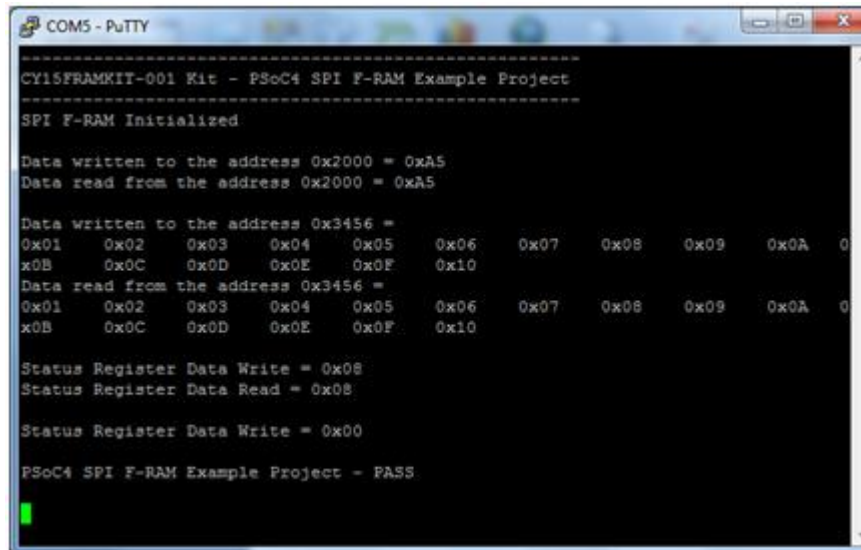 COM5 - PuTTY
------------------------------------------------------
CY15FRAMKIT-001 Kit - PSoC4 SPI F-RAM Example Project
------------------------------------------------------
SPI F-RAM Initialized
Data written to the address 0x2000 = 0xA5
Data read from the address 0x2000 = 0xA5
Data written to the address 0x3456 =
0x01 0x02 0x03 0x04 0x05 0x06 0x07 0x08 0x09 0x0A 0
x0B 0x0C 0x0D 0x0E 0x0F 0x10
Data read from the address 0x3456 =
0x01 0x02 0x03 0x04 0x05 0x06 0x07 0x08 0x09 0x0A 0
x0B 0x0C 0x0D 0x0E 0x0F 0x10
Status Register Data Write = 0x08
Status Register Data Read = 0x08
Status Register Data Write = 0x00
PSoC4 SPI F-RAM Example Project - PASS